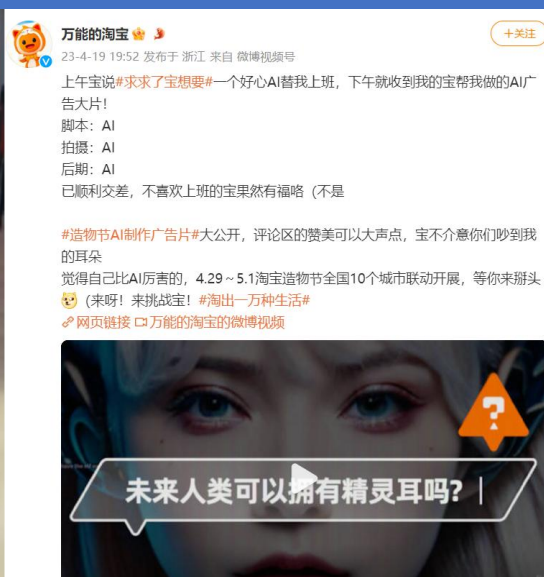 万能的淘宝
+关注
23-4-19 19:52 发布于 浙江 来自 微博视频号
上午宝说#求求了宝想要#一个好心AI替我上班，下午就收到我的宝帮我做的AI广
告大片！
脚本：AI
拍摄：AI
后期：AI
已顺利交差，不喜欢上班的宝果然有福咯（不是
#造物节AI制作广告片#大公开，评论区的赞美可以大声点，宝不介意你们吵到我
的耳朵
觉得自己比AI厉害的，4.29～5.1淘宝造物节全国10个城市联动开展，等你来掰头
（来呀！来挑战宝！#淘出一万种生活#
网页链接 万能的淘宝的微博视频
?
未来人类可以拥有精灵耳吗?